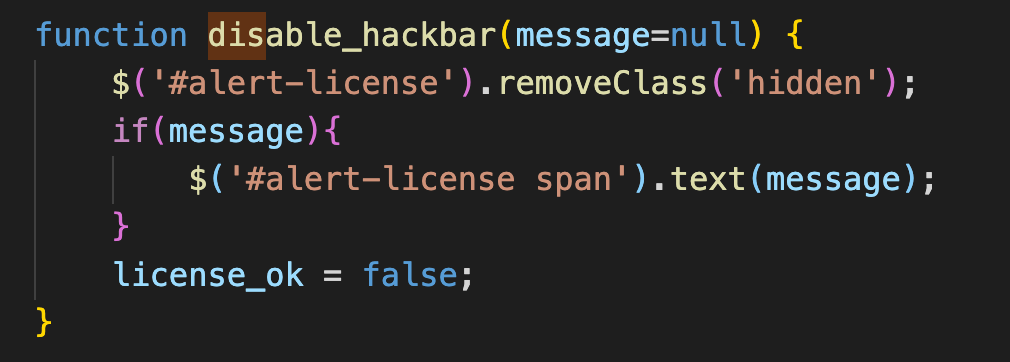 function disable_hackbar(message=null) {
    $('#alert-license').removeClass('hidden');
    if(message){
        $('#alert-license span').text(message);
    }
    license_ok = false;
}